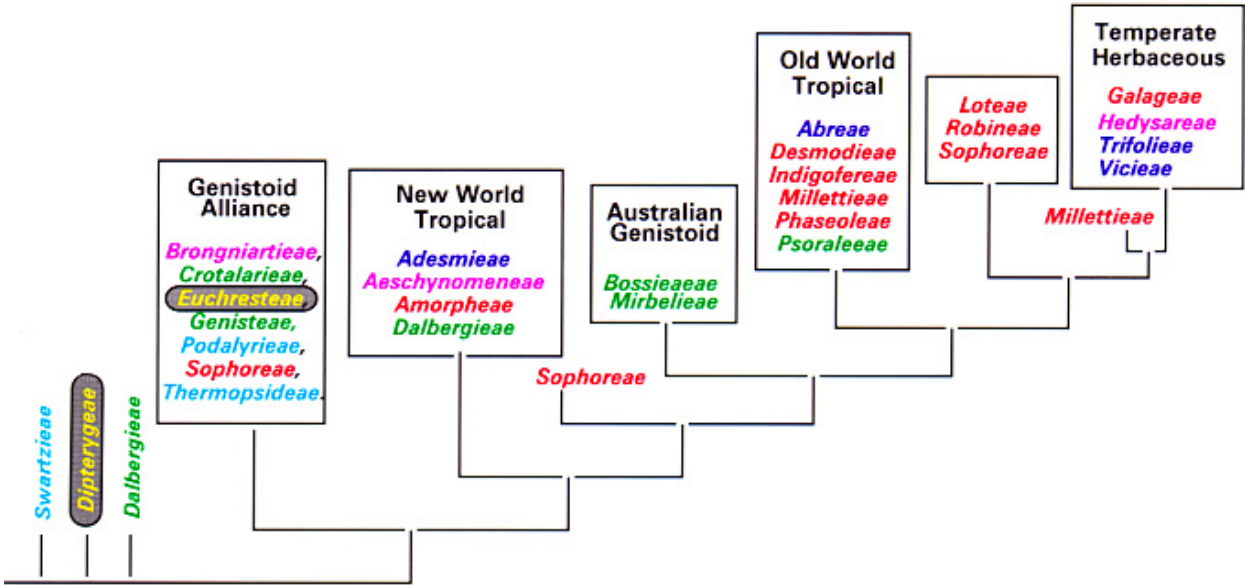 Swartzieae
Dipterygeae
Dalbergieae
Genistoid
Alliance
Brongniartieae,
Crotalarieae,
Euchresteae,
Genisteae,
Podalyrieae,
Sophoreae,
Thermopsideae.
New World
Tropical
Adesmieae
Aeschynomeneae
Amorpheae
Dalbergieae
Sophoreae
Australian
Genistoid
Bossieaeae
Mirbelieae
Old World
Tropical
Abreae
Desmodieae
Indigofereae
Millettieae
Phaseoleae
Psoraleeae
Loteae
Robineae
Sophoreae
Millettieae
Temperate
Herbaceous
Galageae
Hedysareae
Trifolieae
Vicieae